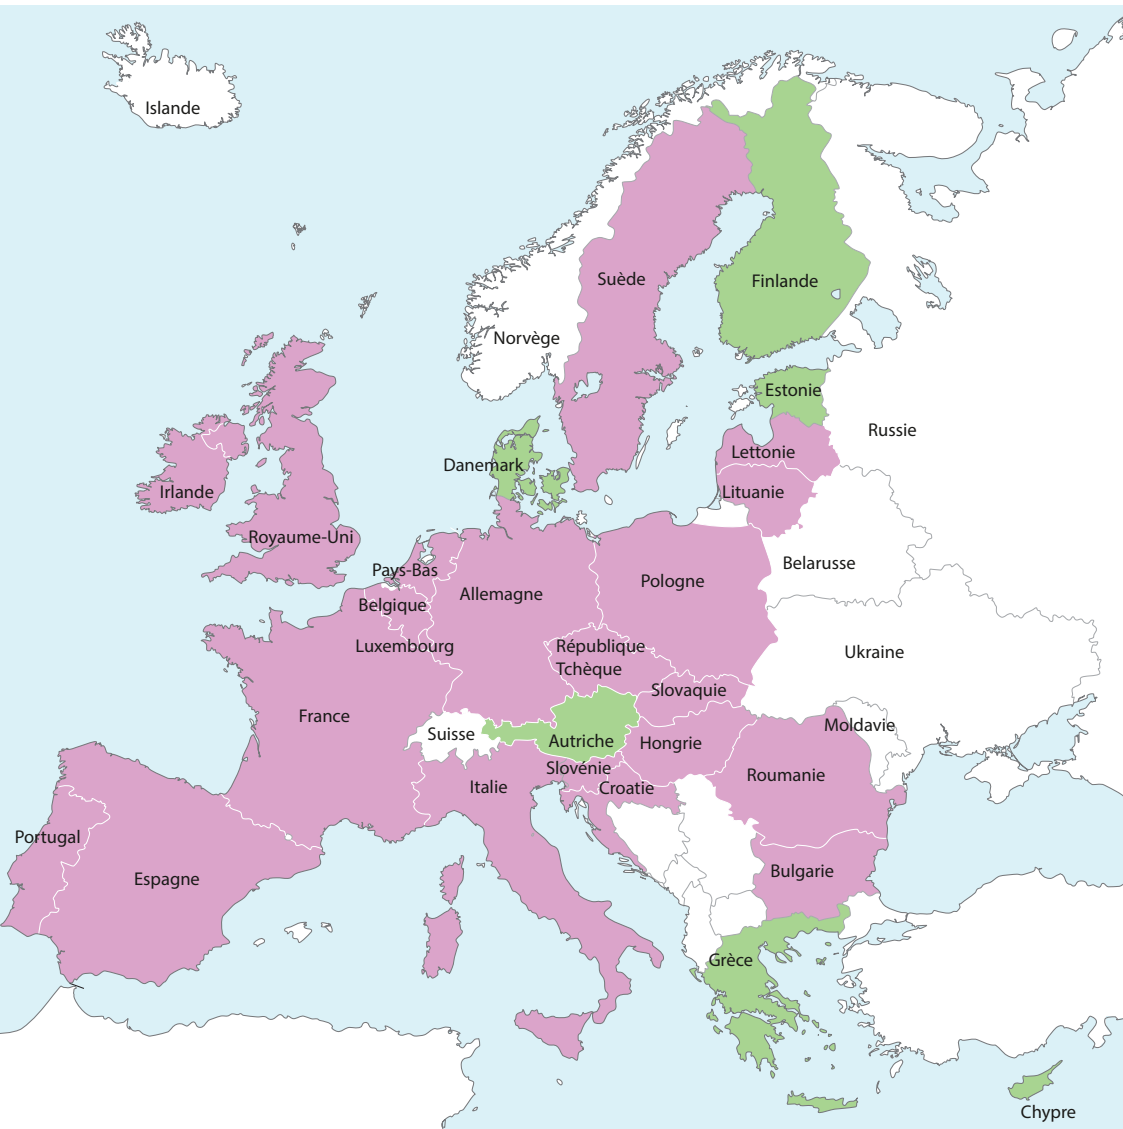 Islande
Suède
Finlande
Norvège
Estonie
Russie
Lettonie
Danemark
Irlande
Lituanie
Royaume-Uni
Belarusse
Pays-Bas
Pologne
Allemagne
Belgique
Luxembourg
République
Tchèque
Ukraine
Slovaquie
France
Moldavie
Suisse
Autriche
Hongrie
Slovénie
Roumanie
Italie
Croatie
Portugal
Bulgarie
Espagne
Grèce
Chypre